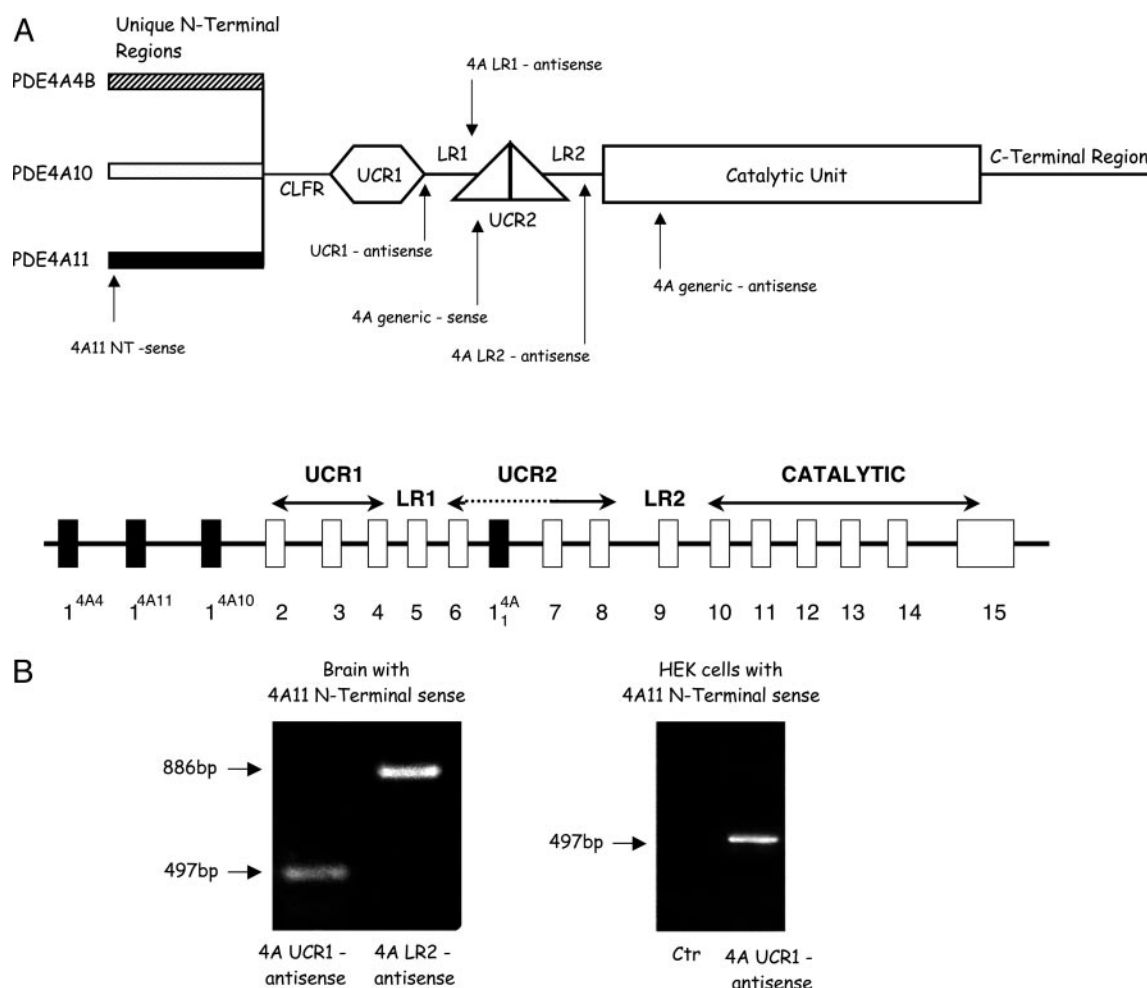 A
Unique N-Terminal
Regions
PDE4A4B
PDE4A10
PDE4A11
4A11 NT -sense
CLFR
UCR1
LR1
4A LR1 - antisense
UCR2
LR2
Catalytic Unit
C-Terminal Region
UCR1 - antisense
4A generic - sense
4A LR2 - antisense
4A generic - antisense
UCR1
LR1
UCR2
LR2
CATALYTIC
1 4A4
1 4A11
1 4A10
2
3
4
5
6
1 4A 1
7
8
9
10
11
12
13
14
15
B
Brain with
4A11 N-Terminal sense
886bp
497bp
4A UCR1 -
antisense
4A LR2 -
antisense
HEK cells with
4A11 N-Terminal sense
497bp
Ctr
4A UCR1 -
antisense